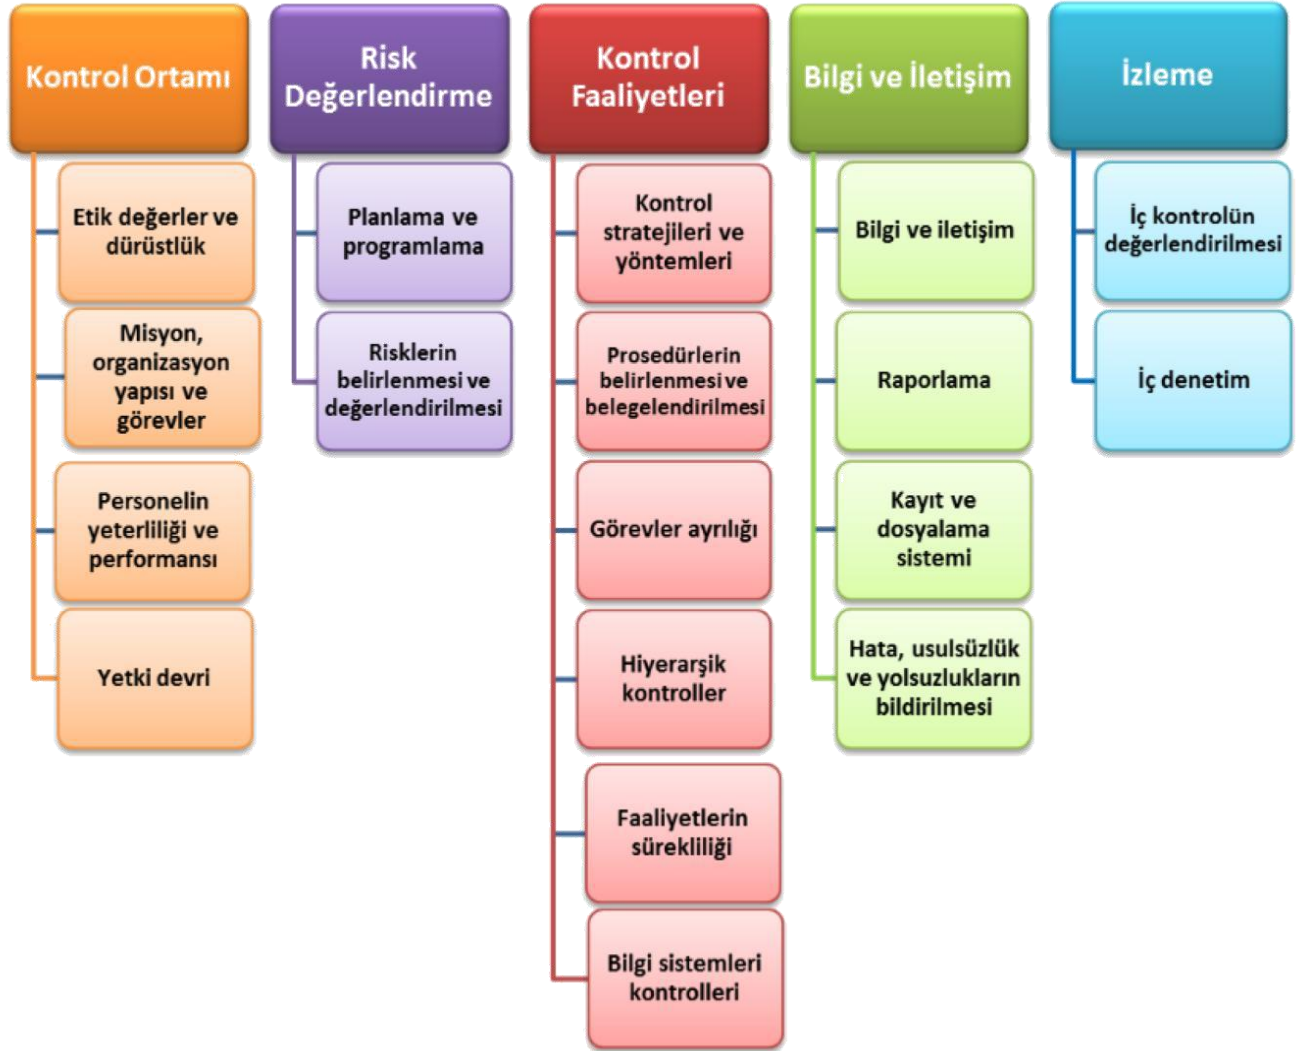 Kontrol Ortamı
Etik değerler ve
dürüstlük
Misyon,
organizasyon
yapısı ve
görevler
Personelin
yeterliliği ve
performansı
Yetki devri
Risk
Değerlendirme
Planlama ve
programlama
Risklerin
belirlenmesi ve
değerlendirilmesi
Kontrol
Faaliyetleri
Kontrol
stratejileri ve
yöntemleri
Prosedürlerin
belirlenmesi ve
belegelendirilmesi
Görevler ayrılığı
Hiyerarşik
kontroller
Faaliyetlerin
sürekliliği
Bilgi sistemleri
kontrolleri
Bilgi ve İletişim
Bilgi ve iletişim
Raporlama
Kayıt ve
dosyalama
sistemi
Hata, usulsüzlük
ve yolsuzlukların
bildirilmesi
İzleme
İç kontrolün
değerlendirilmesi
İç denetim